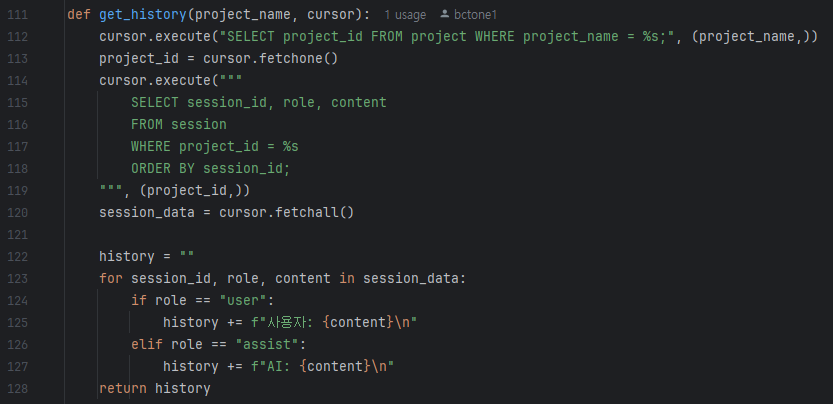 111 def get_history(project_name, cursor): 1 usage bctone1
112 cursor.execute("SELECT project_id FROM project WHERE project_name = %s;", (project_name,))
113 project_id = cursor.fetchone()
114 cursor.execute("""
115 SELECT session_id, role, content
116 FROM session
117 WHERE project_id = %s
118 ORDER BY session_id;
119 """, (project_id,))
120 session_data = cursor.fetchall()
121
122 history = ""
123 for session_id, role, content in session_data:
124 if role == "user":
125 history += f"사용자: {content}\n"
126 elif role == "assist":
127 history += f"AI: {content}\n"
128 return history